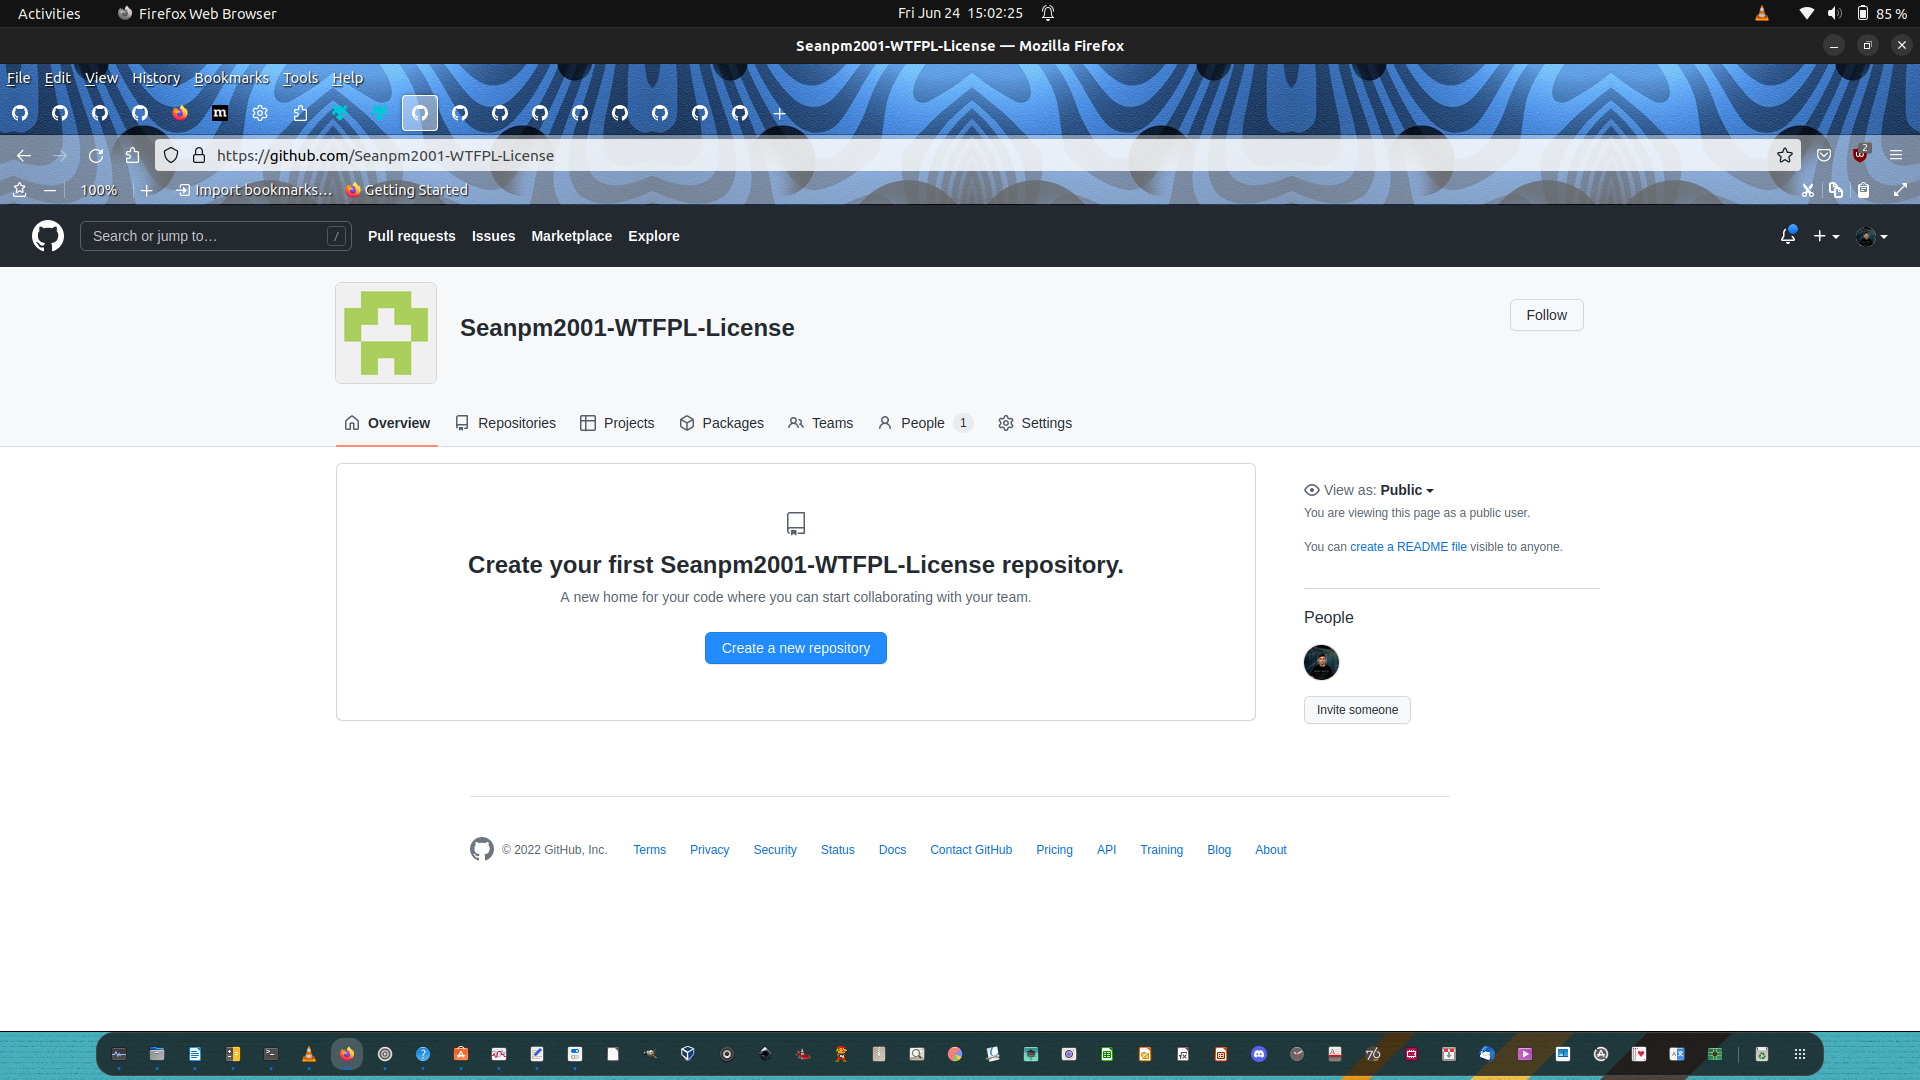 Activities
Firefox Web Browser
Fri Jun 24 15:02:25
85 %
Seanpm2001-WTFPL-License — Mozilla Firefox
File Edit View History Bookmarks Tools Help
https://github.com/Seanpm2001-WTFPL-License
2
100%
Import bookmarks…
Getting Started
Search or jump to…
/
Pull requests
Issues
Marketplace
Explore
Seanpm2001-WTFPL-License
Follow
Overview
Repositories
Projects
Packages
Teams
People 1
Settings
Create your first Seanpm2001-WTFPL-License repository.
A new home for your code where you can start collaborating with your team.
Create a new repository
View as: Public
You are viewing this page as a public user.
You can create a README file visible to anyone.
People
Invite someone
© 2022 GitHub, Inc.
Terms
Privacy
Security
Status
Docs
Contact GitHub
Pricing
API
Training
Blog
About